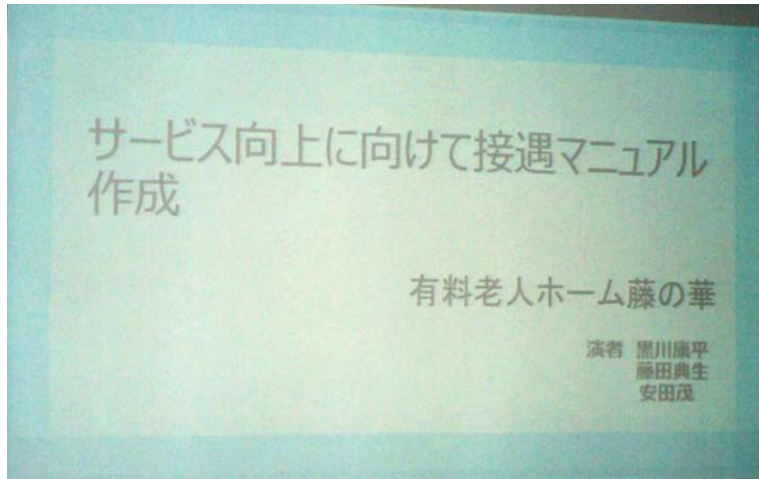 サービス向上に向けて接遇マニュアル
作成
有料老人ホーム藤の華
演者 黒川康平
藤田典生
安田茂